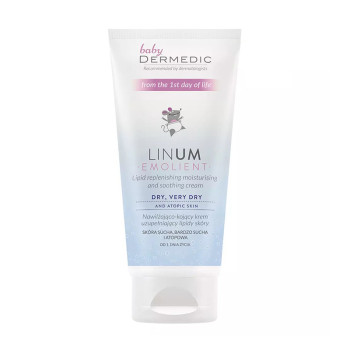 baby
DERMEDIC
Recommended by dermatologists
from the 1st day of life
LINUM
EMOLIENT
Lipid replenishing moisturising
and soothing cream
DRY, VERY DRY
AND ATOPIC SKIN
Nawilżająco-kojący krem
uzupełniający lipidy skóry
SKÓRA SUCHA, BARDZO SUCHA
I ATOPOWA
OD 1. DNIA ŻYCIA